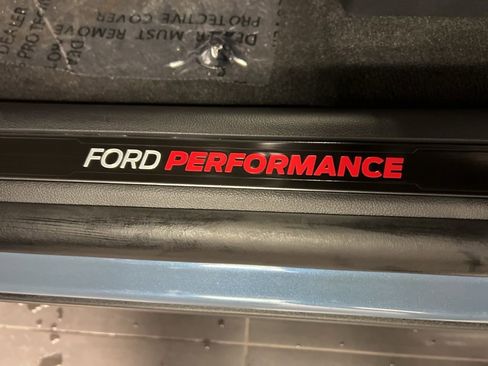 DEALER MUST REMOVE
PROTECTIVE COVER
FORD PERFORMANCE